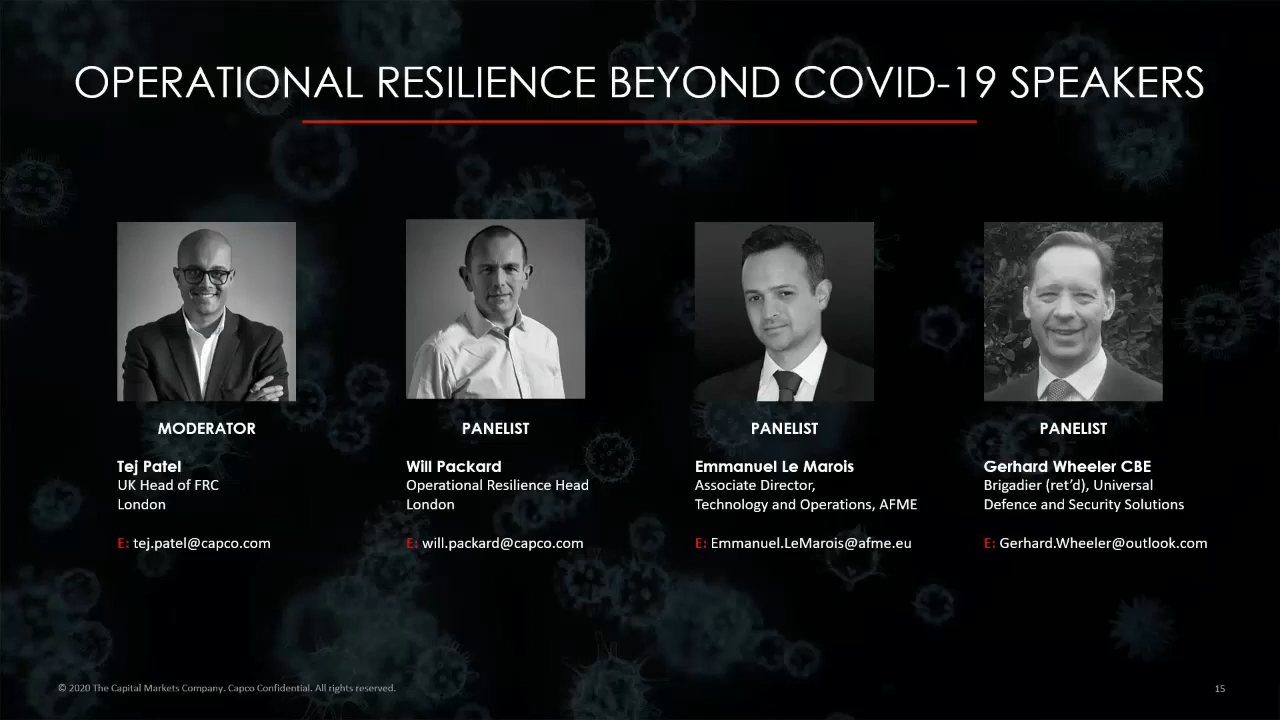 OPERATIONAL RESILIENCE BEYOND COVID-19 SPEAKERS
MODERATOR
Tej Patel
UK Head of FRC
London
E: tej.patel@capco.com
PANELIST
Will Packard
Operational Resilience Head
London
E: will.packard@capco.com
PANELIST
Emmanuel Le Marois
Associate Director,
Technology and Operations, AFME
E: Emmanuel.LeMarois@afme.eu
PANELIST
Gerhard Wheeler CBE
Brigadier (ret’d), Universal
Defence and Security Solutions
E: Gerhard.Wheeler@outlook.com
© 2020 The Capital Markets Company. Capco Confidential. All rights reserved.
15